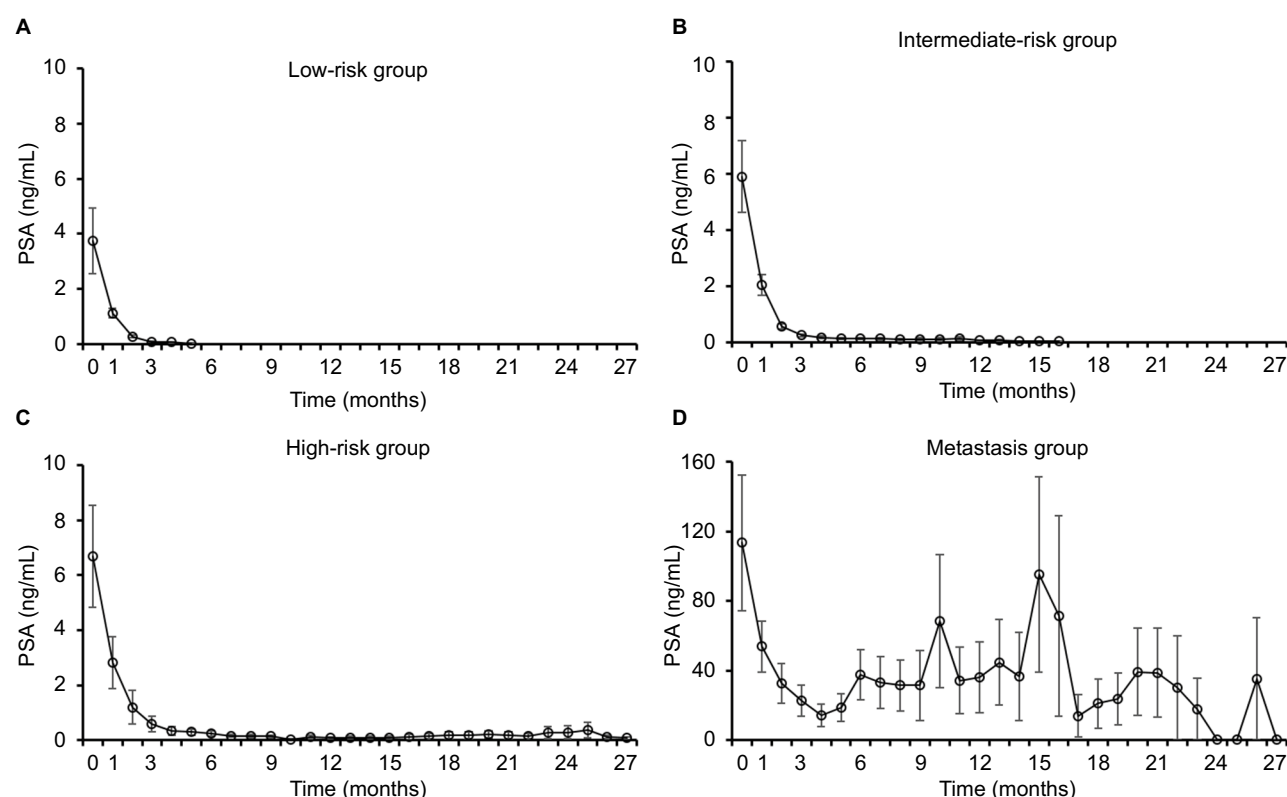 A
Low-risk group
PSA (ng/mL)
10
8
6
4
2
0
0 1 3 6 9 12 15 18 21 24 27
Time (months)
B
Intermediate-risk group
PSA (ng/mL)
10
8
6
4
2
0
0 1 3 6 9 12 15 18 21 24 27
Time (months)
C
High-risk group
PSA (ng/mL)
10
8
6
4
2
0
0 1 3 6 9 12 15 18 21 24 27
Time (months)
D
Metastasis group
PSA (ng/mL)
160
120
80
40
0
0 1 3 6 9 12 15 18 21 24 27
Time (months)